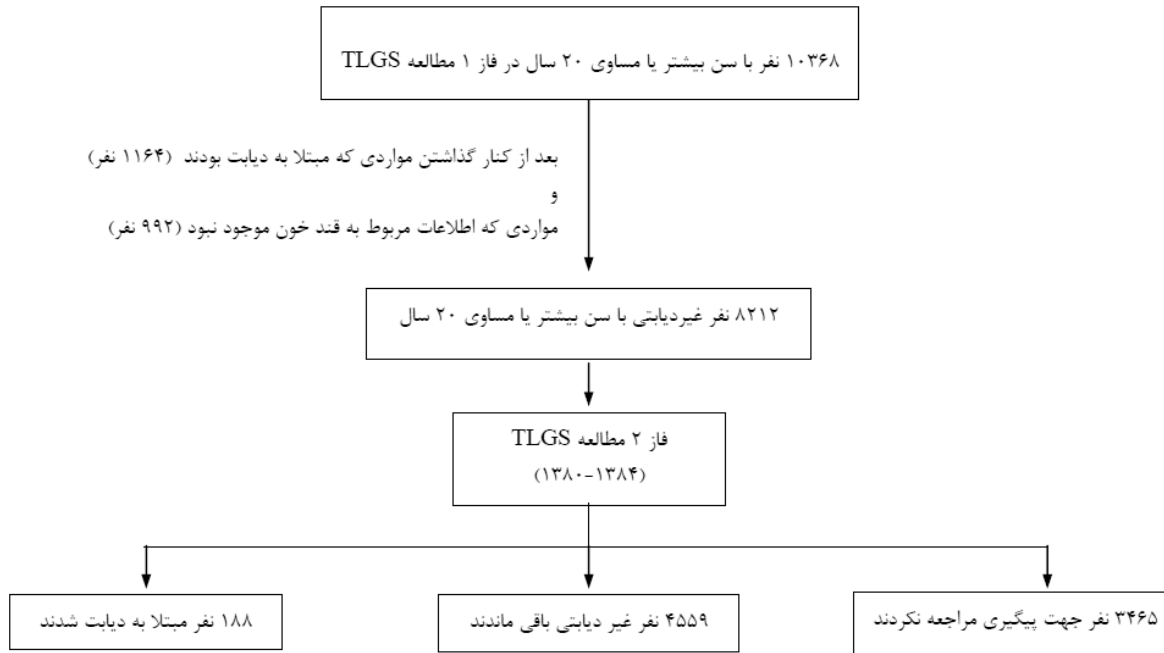 ۱۰۳۶۸ نفر با سن بیشتر یا مساوی ۲۰ سال در فاز ۱ مطالعه TLGS
بعد از کنار گذاشتن مواردی که مبتلا به دیابت بودند (۱۱۶۴ نفر)
و
مواردی که اطلاعات مربوط به قند خون موجود نبود (۹۹۲ نفر)
۸۲۱۲ نفر غیردیابتی با سن بیشتر یا مساوی ۲۰ سال
فاز ۲ مطالعه TLGS
(۱۳۸۰-۱۳۸۴)
۳۴۶۵ نفر جهت پیگیری مراجعه نکردند
۴۵۵۹ نفر غیر دیابتی باقی ماندند
۱۸۸ نفر مبتلا به دیابت شدند